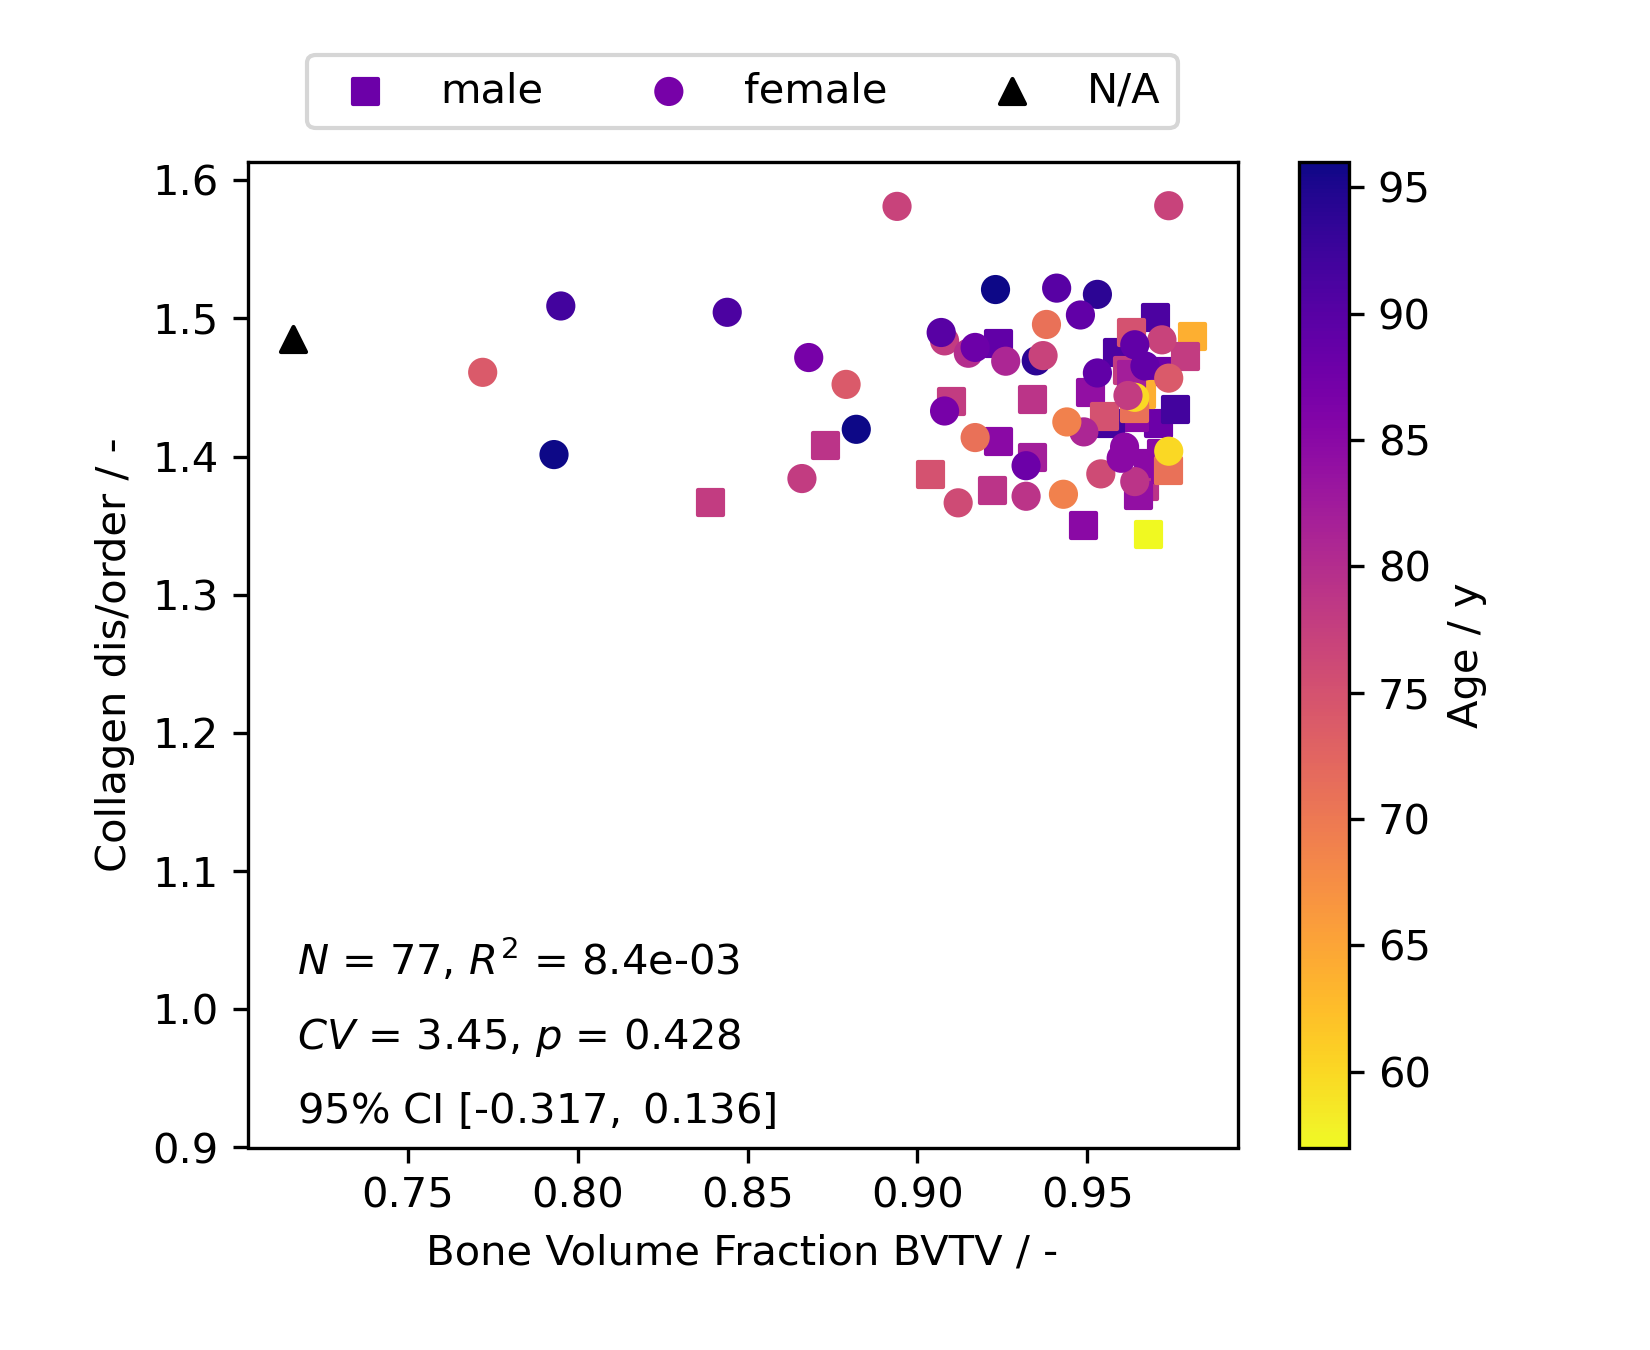 male female N/A
1.6
1.5
1.4
1.3
1.2
1.1
1.0
0.9
Collagen dis/order / -
N = 77, R² = 8.4e-03
CV = 3.45, p = 0.428
95% CI [-0.317, 0.136]
0.75 0.80 0.85 0.90 0.95
Bone Volume Fraction BVTV / -
95
90
85
80
75
70
65
60
Age / y